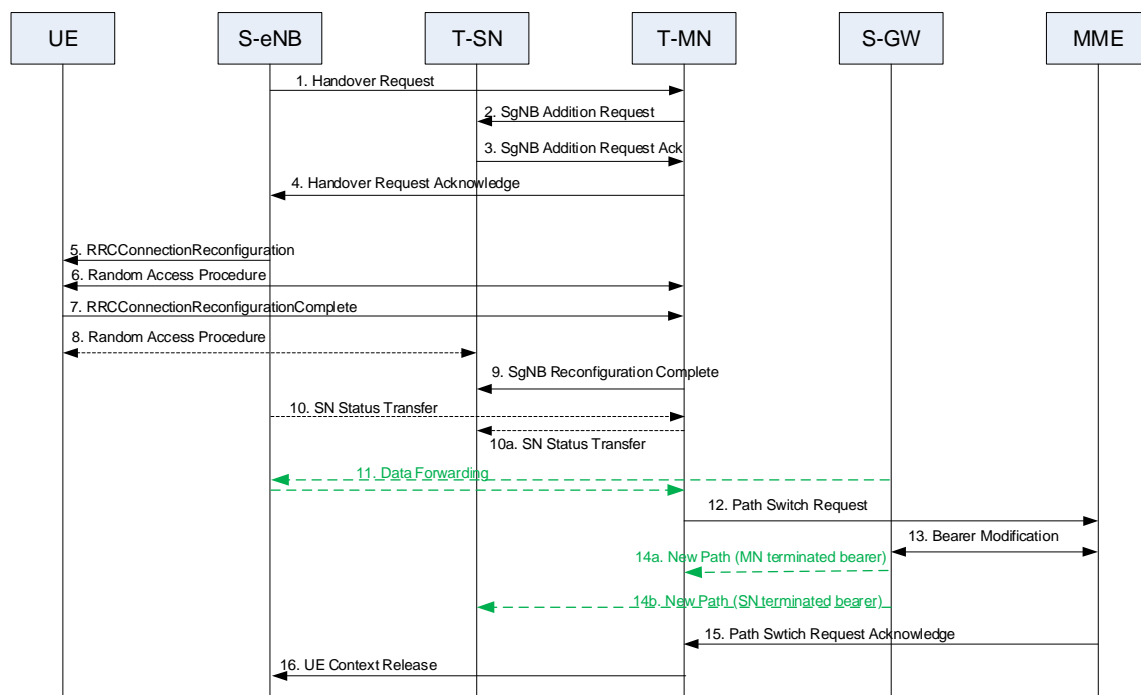 UE
S-eNB
T-SN
T-MN
S-GW
MME
1. Handover Request
2. SgNB Addition Request
3. SgNB Addition Request Ack
4. Handover Request Acknowledge
5. RRCConnectionReconfiguration
6. Random Access Procedure
7. RRCConnectionReconfigurationComplete
8. Random Access Procedure
9. SgNB Reconfiguration Complete
10. SN Status Transfer
10a. SN Status Transfer
11. Data Forwarding
12. Path Switch Request
13. Bearer Modification
14a. New Path (MN terminated bearer)
14b. New Path (SN terminated bearer)
15. Path Swtich Request Acknowledge
16. UE Context Release